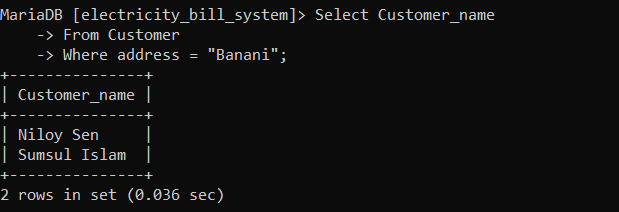 MariaDB [electricity_bill_system]> Select Customer_name
    -> From Customer
    -> Where address = "Banani";
+---------------+
| Customer_name |
+---------------+
| Niloy Sen     |
| Sumsul Islam  |
+---------------+
2 rows in set (0.036 sec)